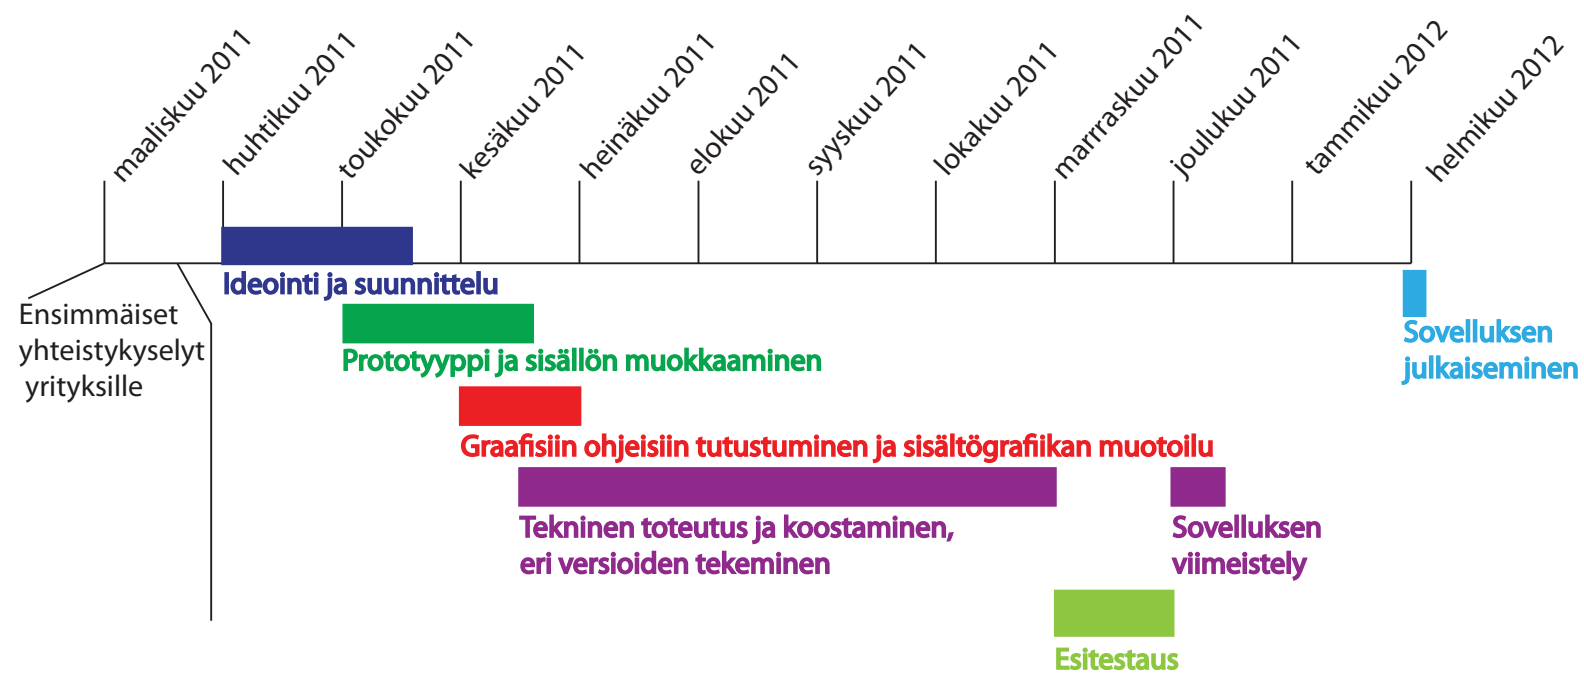 maaliskuu 2011
huhtikuu 2011
toukokuu 2011
kesäkuu 2011
heinäkuu 2011
elokuu 2011
syyskuu 2011
lokakuu 2011
marrraskuu 2011
joulukuu 2011
tammikuu 2012
helmikuu 2012
Ideointi ja suunnittelu
Ensimmäiset
yhteistykyselyt
yrityksille
Prototyyppi ja sisällön muokkaaminen
Sovelluksen
julkaiseminen
Graafisiin ohjeisiin tutustuminen ja sisältögrafiikan muotoilu
Tekninen toteutus ja koostaminen,
eri versioiden tekeminen
Sovelluksen
viimeistely
Esitestaus